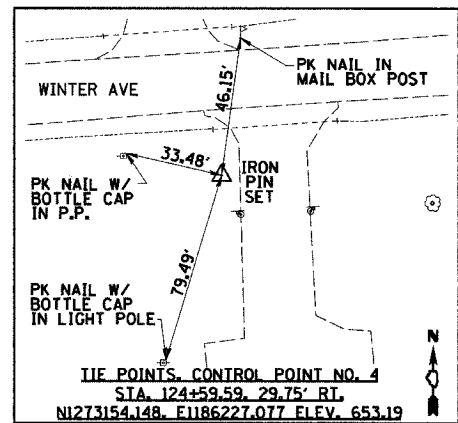 PK NAIL IN
MAIL BOX POST
WINTER AVE
46.15'
33.48'
IRON
PIN
SET
PK NAIL W/
BOTTLE CAP
IN P.P.
79.49'
PK NAIL W/
BOTTLE CAP
IN LIGHT POLE
N
TIE POINTS. CONTROL POINT NO. 4
STA. 124+59.59. 29.75' RT.
N1273154.148. E1186227.077 ELEV. 653.19